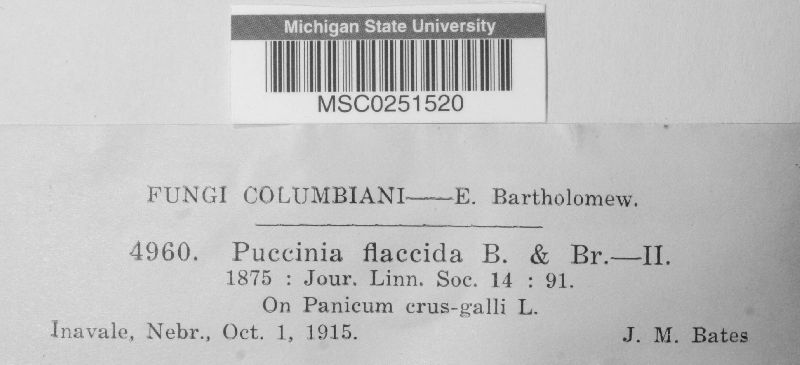 Michigan State University
MSC0251520
FUNGI COLUMBIANI——E. Bartholomew.
4960. Puccinia flaccida B. & Br.—II.
1875 : Jour. Linn. Soc. 14 : 91.
On Panicum crus-galli L.
Inavale, Nebr., Oct. 1, 1915. J. M. Bates